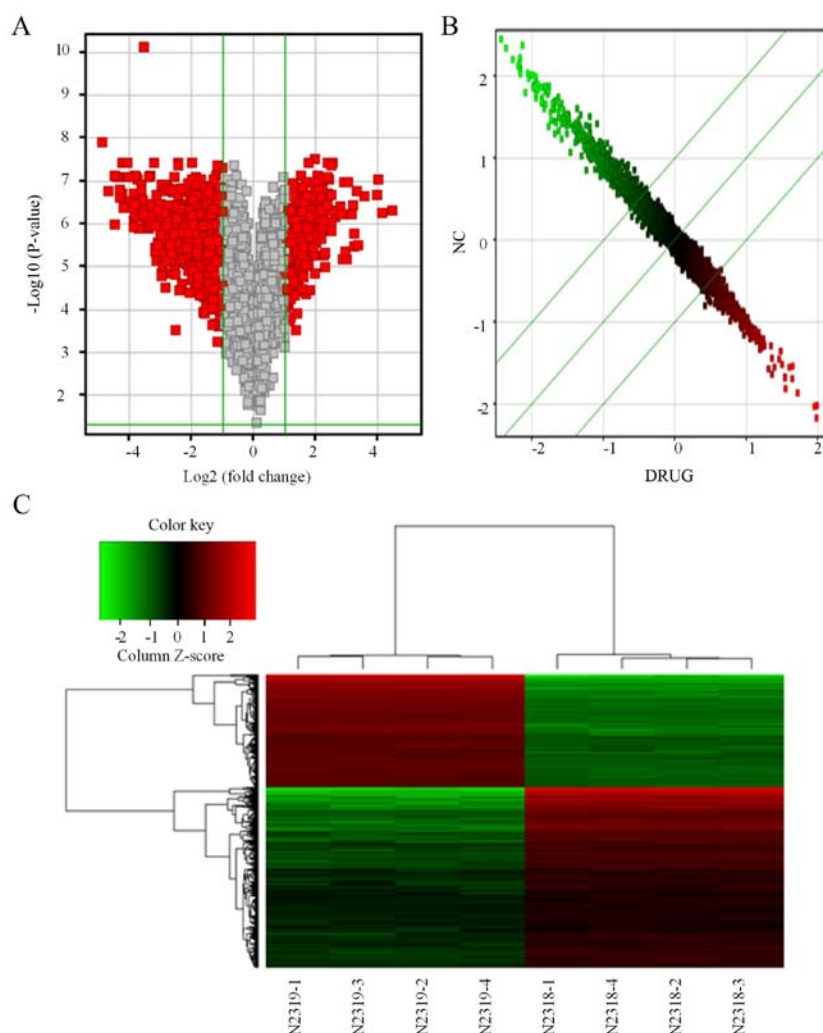 A
10
9
8
7
6
5
4
3
2
-Log10 (P-value)
-4 -2 0 2 4
Log2 (fold change)
B
2
1
0
-1
-2
NC
-2 -1 0 1 2
DRUG
C
Color key
-2 -1 0 1 2
Column Z-score
N2319-1
N2319-3
N2319-2
N2319-4
N2318-1
N2318-4
N2318-2
N2318-3